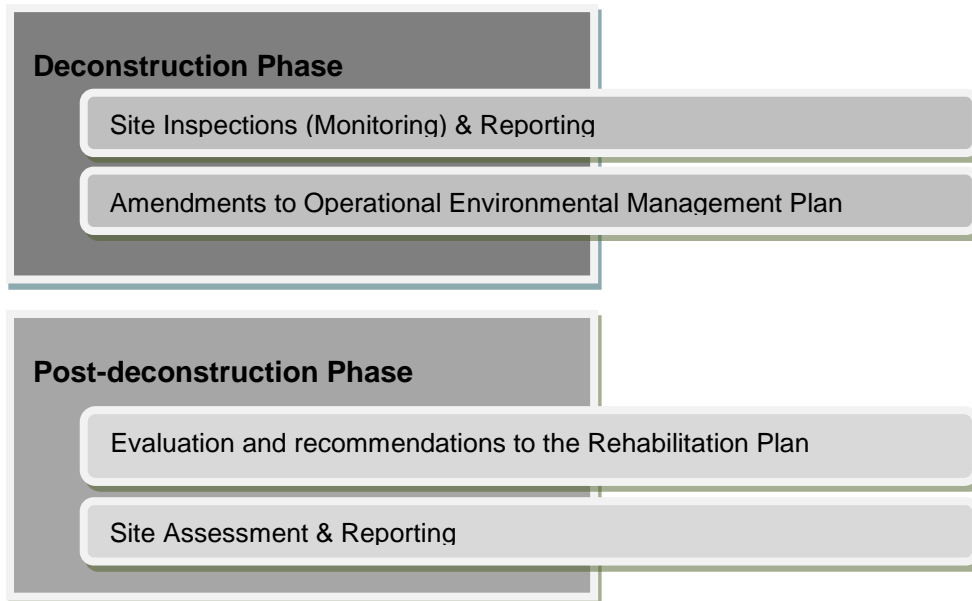 Deconstruction Phase
Site Inspections (Monitoring) & Reporting
Amendments to Operational Environmental Management Plan
Post-deconstruction Phase
Evaluation and recommendations to the Rehabilitation Plan
Site Assessment & Reporting